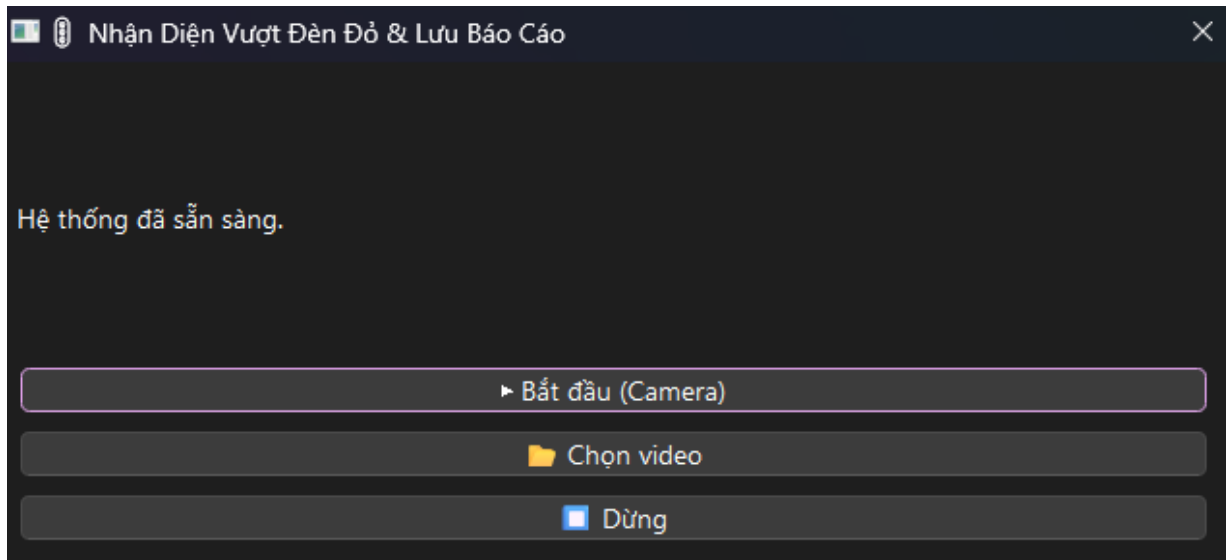 Nhận Diện Vượt Đèn Đỏ & Lưu Báo Cáo
Hệ thống đã sẵn sàng.
Bắt đầu (Camera)
Chọn video
Dừng